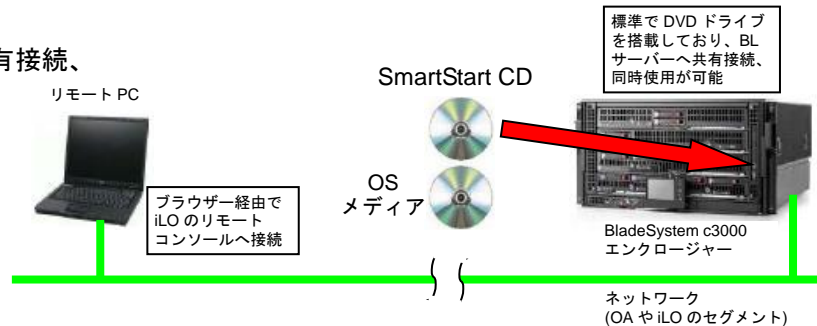 有接続、
リモート PC
ブラウザー経由で
iLO のリモート
コンソールへ接続
SmartStart CD
OS
メディア
標準で DVD ドライブ
を搭載しており、BL
サーバーへ共有接続、
同時使用が可能
BladeSystem c3000
エンクロージャー
ネットワーク
(OA や iLO のセグメント)